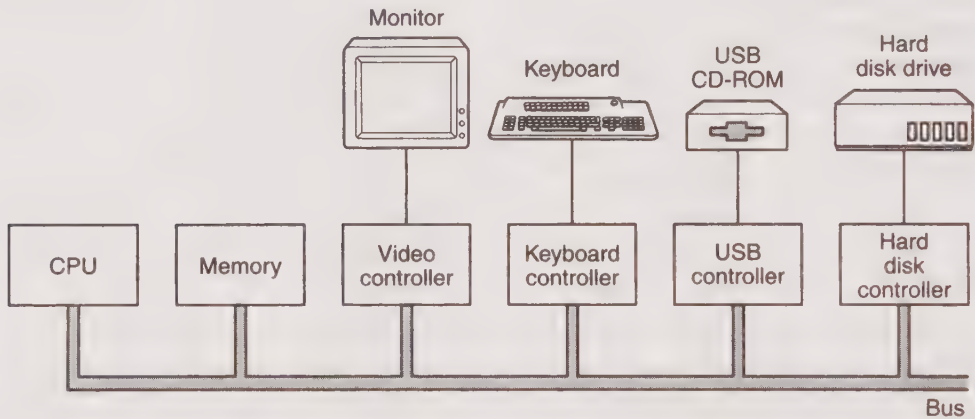 Monitor
Keyboard
USB
CD-ROM
Hard
disk drive
CPU
Memory
Video
controller
Keyboard
controller
USB
controller
Hard
disk
controller
Bus